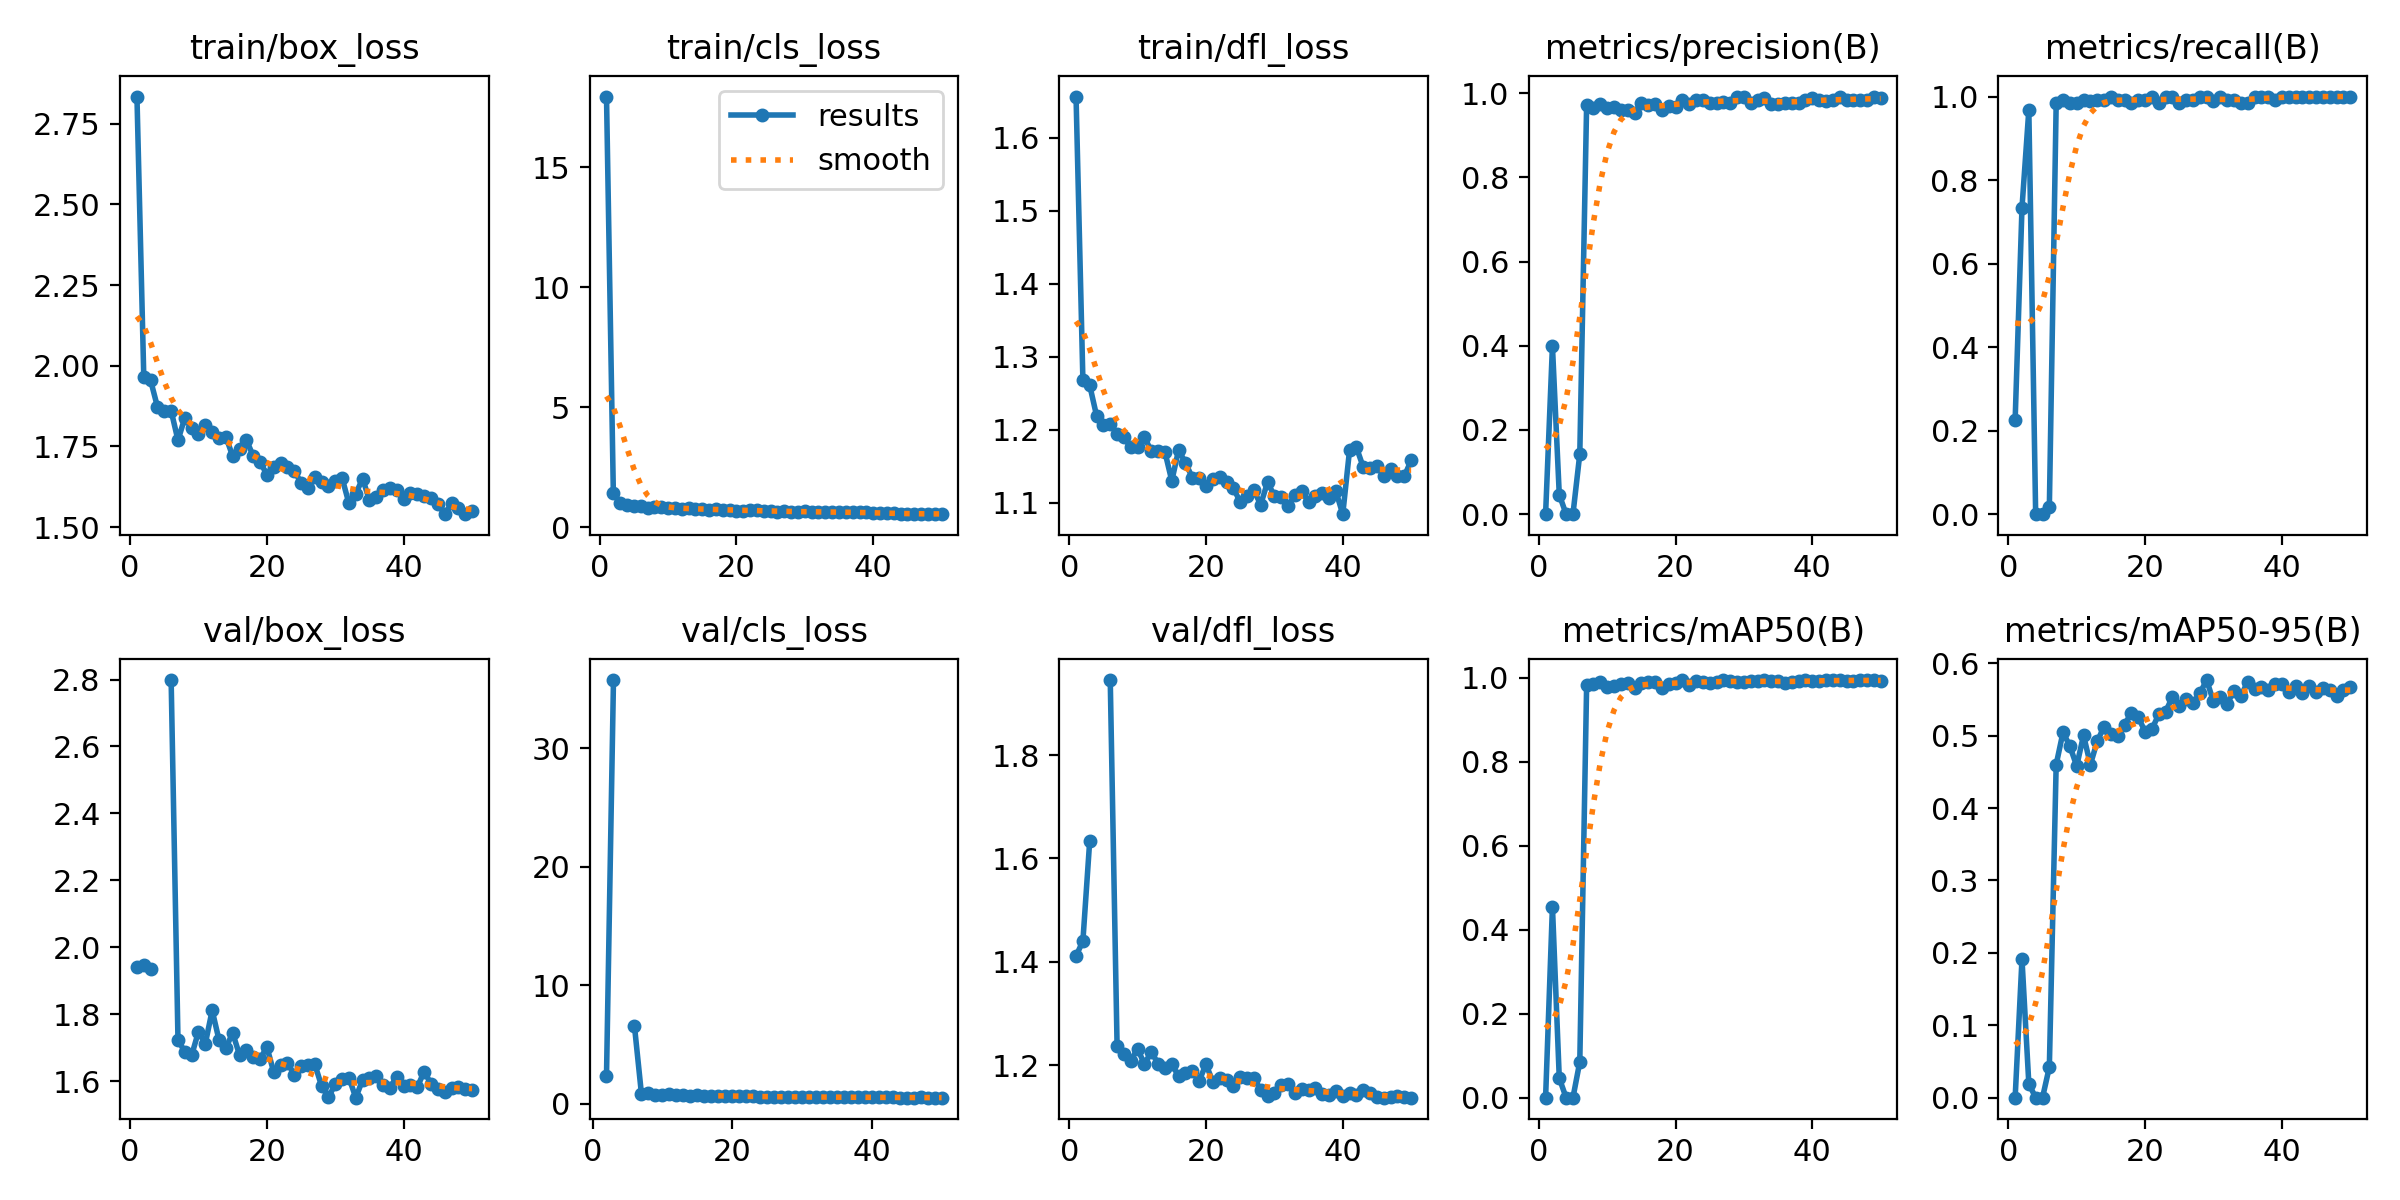 train/box_loss
2.75
2.50
2.25
2.00
1.75
1.50
0 20 40
train/cls_loss
results
smooth
15
10
5
0
0 20 40
train/dfl_loss
1.6
1.5
1.4
1.3
1.2
1.1
0 20 40
metrics/precision(B)
1.0
0.8
0.6
0.4
0.2
0.0
0 20 40
metrics/recall(B)
1.0
0.8
0.6
0.4
0.2
0.0
0 20 40
val/box_loss
2.8
2.6
2.4
2.2
2.0
1.8
1.6
0 20 40
val/cls_loss
30
20
10
0
0 20 40
val/dfl_loss
1.8
1.6
1.4
1.2
0 20 40
metrics/mAP50(B)
1.0
0.8
0.6
0.4
0.2
0.0
0 20 40
metrics/mAP50-95(B)
0.6
0.5
0.4
0.3
0.2
0.1
0.0
0 20 40